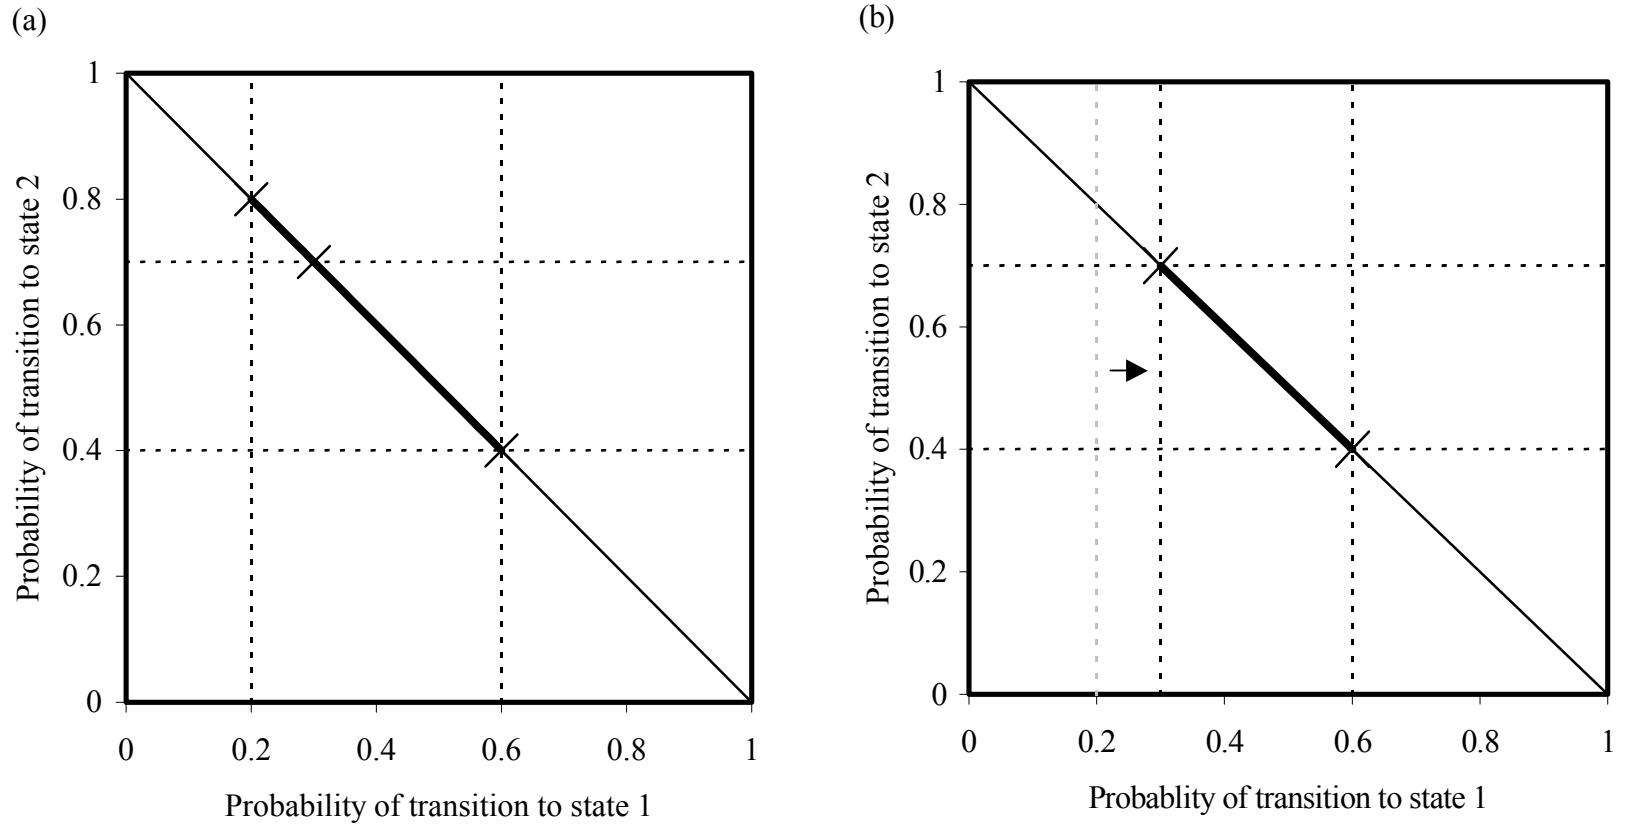 (a)
Probability of transition to state 2
1
0.8
0.6
0.4
0.2
0
0 0.2 0.4 0.6 0.8 1
Probability of transition to state 1
(b)
Probability of transition to state 2
1
0.8
0.6
0.4
0.2
0
0 0.2 0.4 0.6 0.8 1
Probablity of transition to state 1